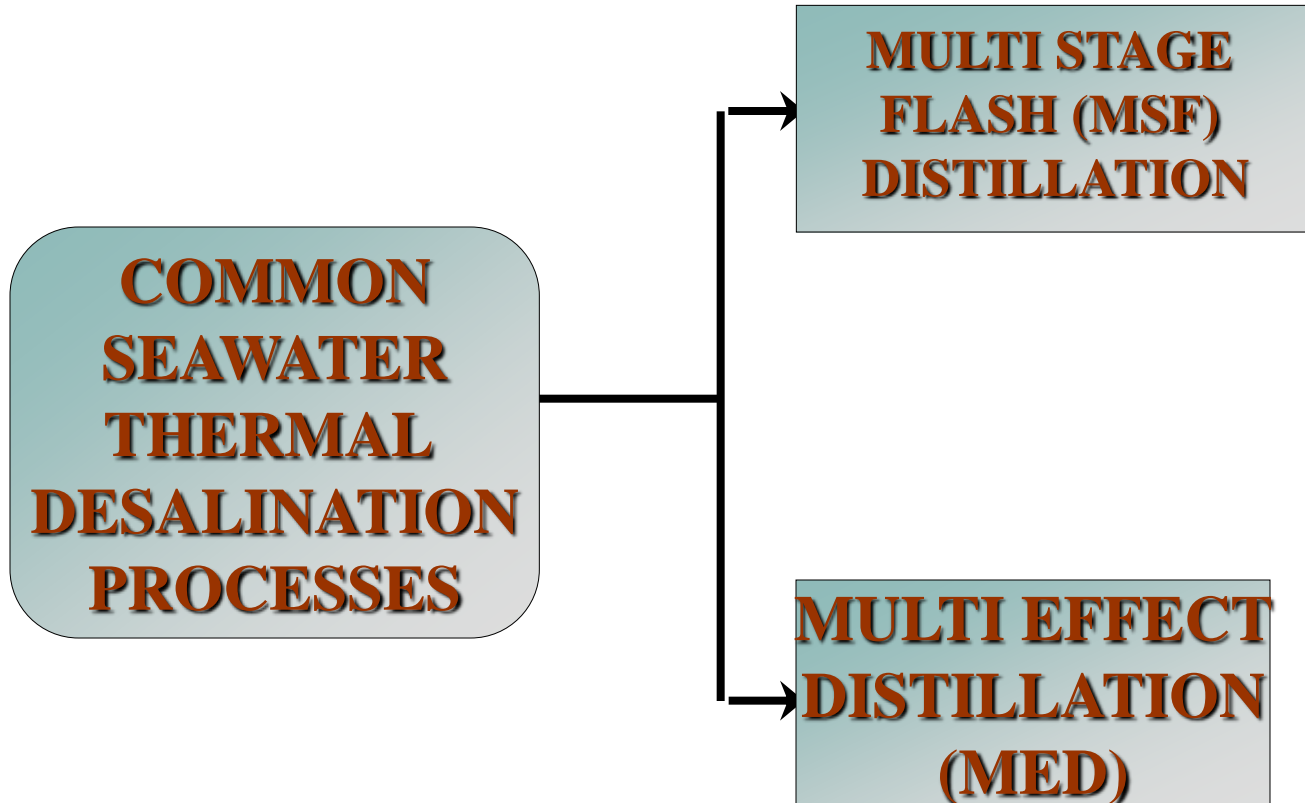 MULTI STAGE
FLASH (MSF)
DISTILLATION
COMMON
SEAWATER
THERMAL
DESALINATION
PROCESSES
MULTI EFFECT
DISTILLATION
(MED)